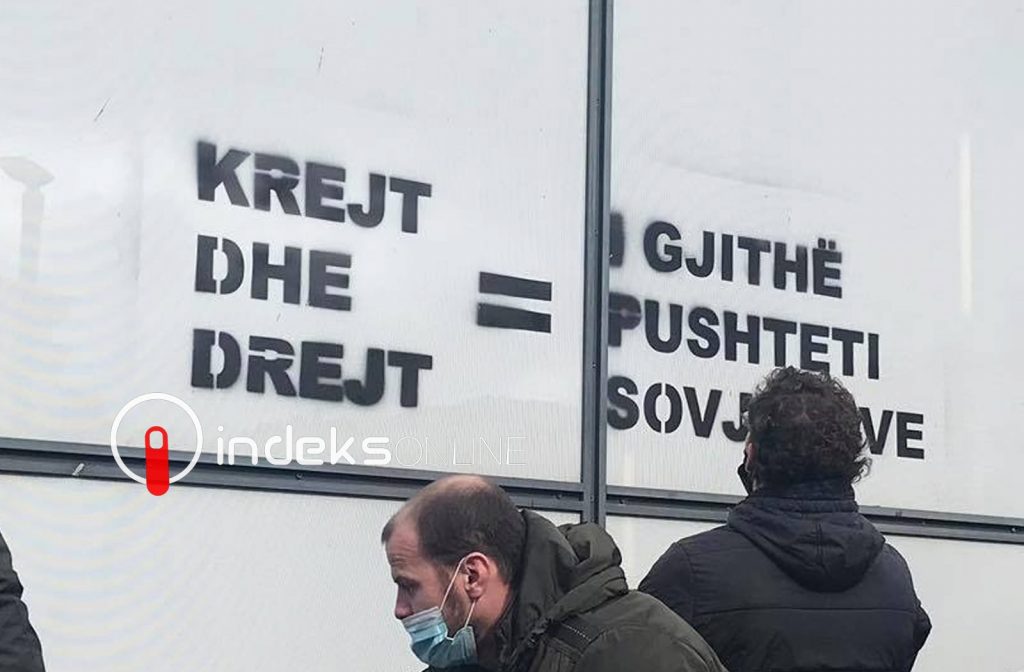 KREJT
DHE
DREJT
=
I GJITHË
PUSHTETI
indeksONLINE